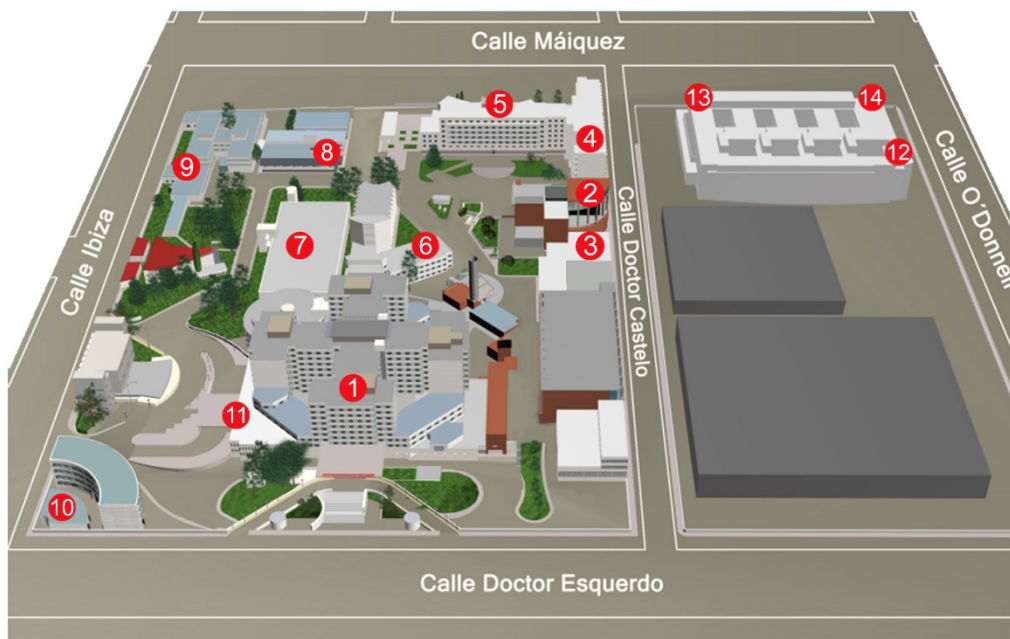 Calle Máiquez
5
13
14
4
8
12
9
2
Calle O´Donnell
Calle Ibiza
7
6
3
Calle Doctor Castelo
1
11
10
Calle Doctor Esquerdo